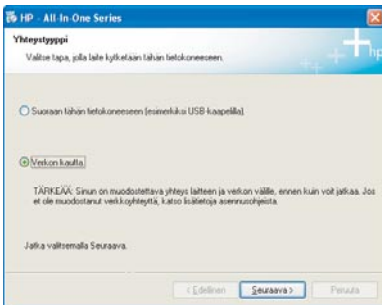 HP - All-In-One Series
Yhteystyyppi
Valitse tapa, jolla laite kytketään tähän tietokoneeseen.
hp
Suoraan tähän tietokoneeseen (esimerkiksi USB-kaapelilla)
Verkon kautta
TÄRKEÄÄ: Sinun on muodostettava yhteys laitteen ja verkon välille, ennen kuin voit jatkaa. Jos
et ole muodostanut verkkoyhteyttä, katso lisätietoja asennusohjeista.
Jatka valitsemalla Seuraava.
< Edellinen Seuraava > Peruuta